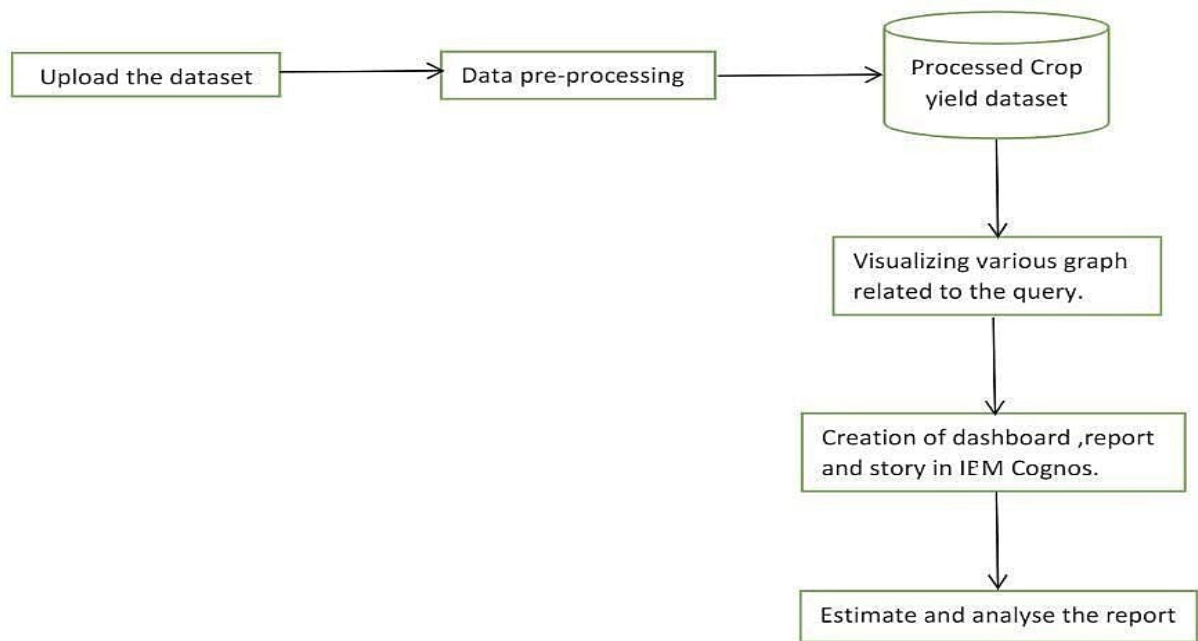 Upload the dataset
Data pre-processing
Processed Crop
yield dataset
Visualizing various graph
related to the query.
Creation of dashboard ,report
and story in IBM Cognos.
Estimate and analyse the report